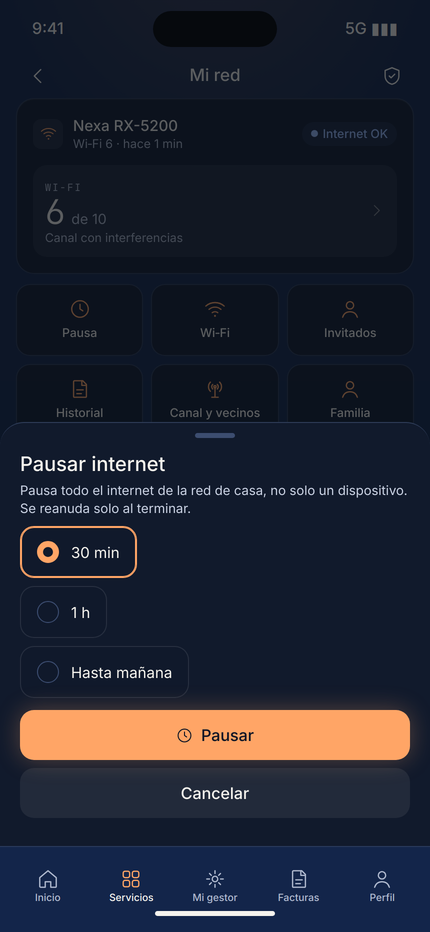 9:41
5G
Mi red
Nexa RX-5200
Wi-Fi 6 · hace 1 min
Internet OK
WI-FI
6 de 10
Canal con interferencias
Pausa
Wi-Fi
Invitados
Historial
Canal y vecinos
Familia
Pausar internet
Pausa todo el internet de la red de casa, no solo un dispositivo.
Se reanuda solo al terminar.
30 min
1 h
Hasta mañana
Pausar
Cancelar
Inicio
Servicios
Mi gestor
Facturas
Perfil